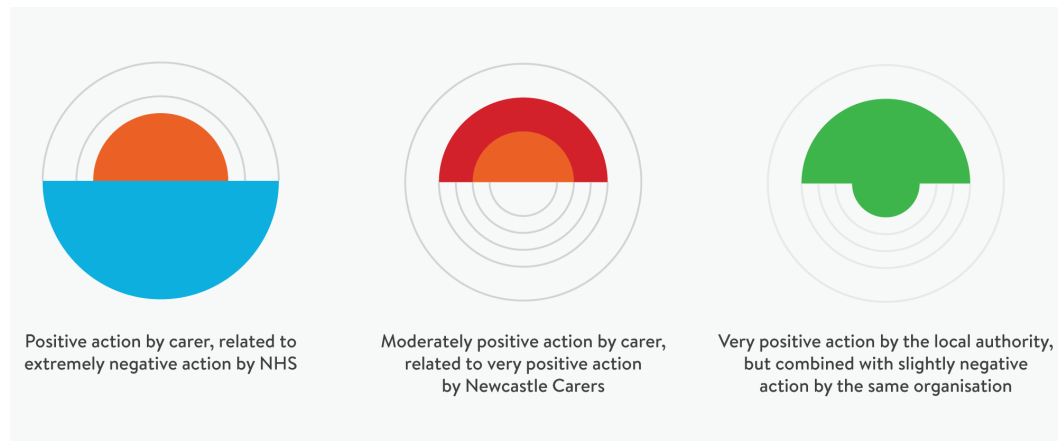 Positive action by carer, related to
extremely negative action by NHS
Moderately positive action by carer,
related to very positive action
by Newcastle Carers
Very positive action by the local authority,
but combined with slightly negative
action by the same organisation